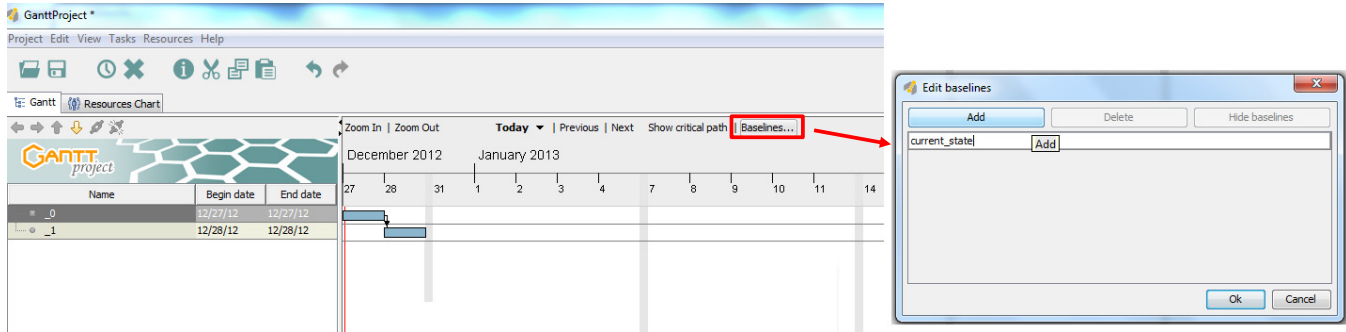 GanttProject *
Project Edit View Tasks Resources Help
Gantt Resources Chart
Zoom In | Zoom Out Today | Previous | Next Show critical path | Baselines...
GANTT project
December 2012 January 2013
Name Begin date End date
27 28 31 1 2 3 4 7 8 9 10 11 14
_0 12/27/12 12/27/12
_1 12/28/12 12/28/12
Edit baselines
Add Delete Hide baselines
current_state
Add
Ok Cancel